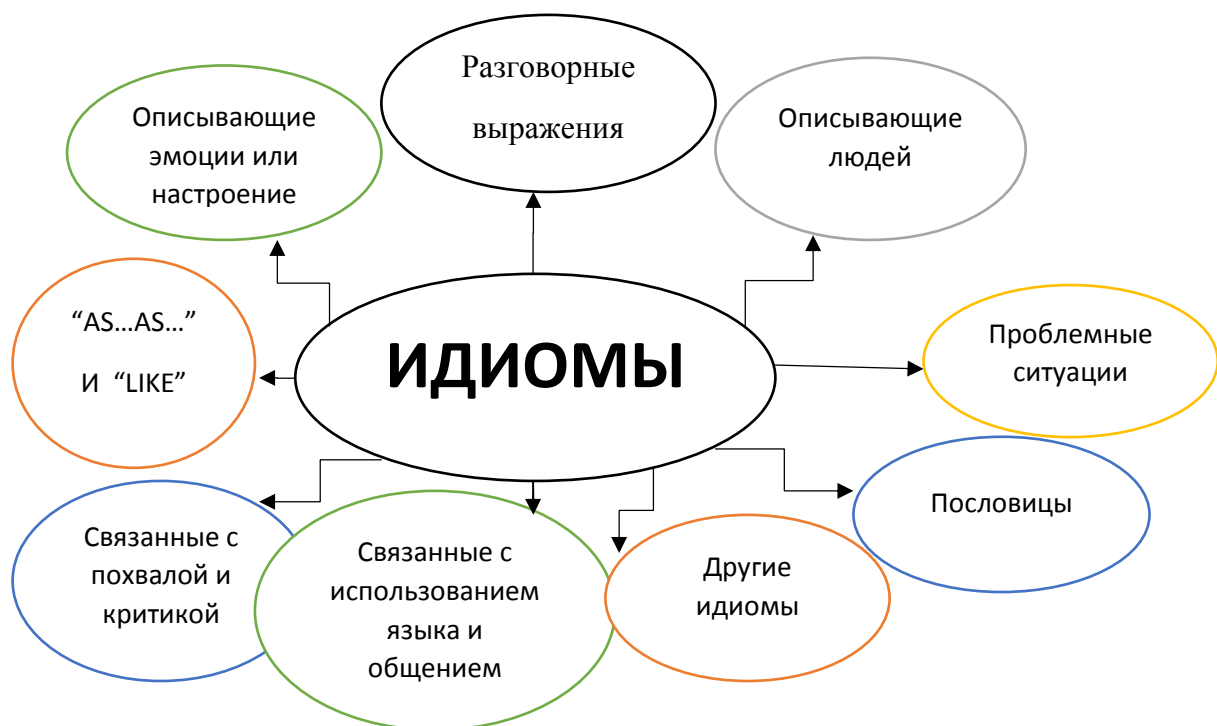 Разговорные
выражения
Описывающие
эмоции или
настроение
Описывающие
людей
“AS...AS...”
И “LIKE”
ИДИОМЫ
Проблемные
ситуации
Пословицы
Связанные с
похвалой и
критикой
Связанные с
использованием
языка и
общением
Другие
идиомы